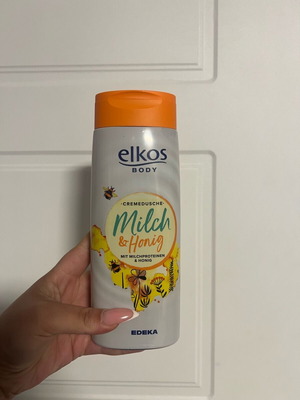 elkos
BODY
·CREMEDUSCHE·
Milch
& Honig
MIT MILCHPROTEINEN
& HONIG
EDEKA